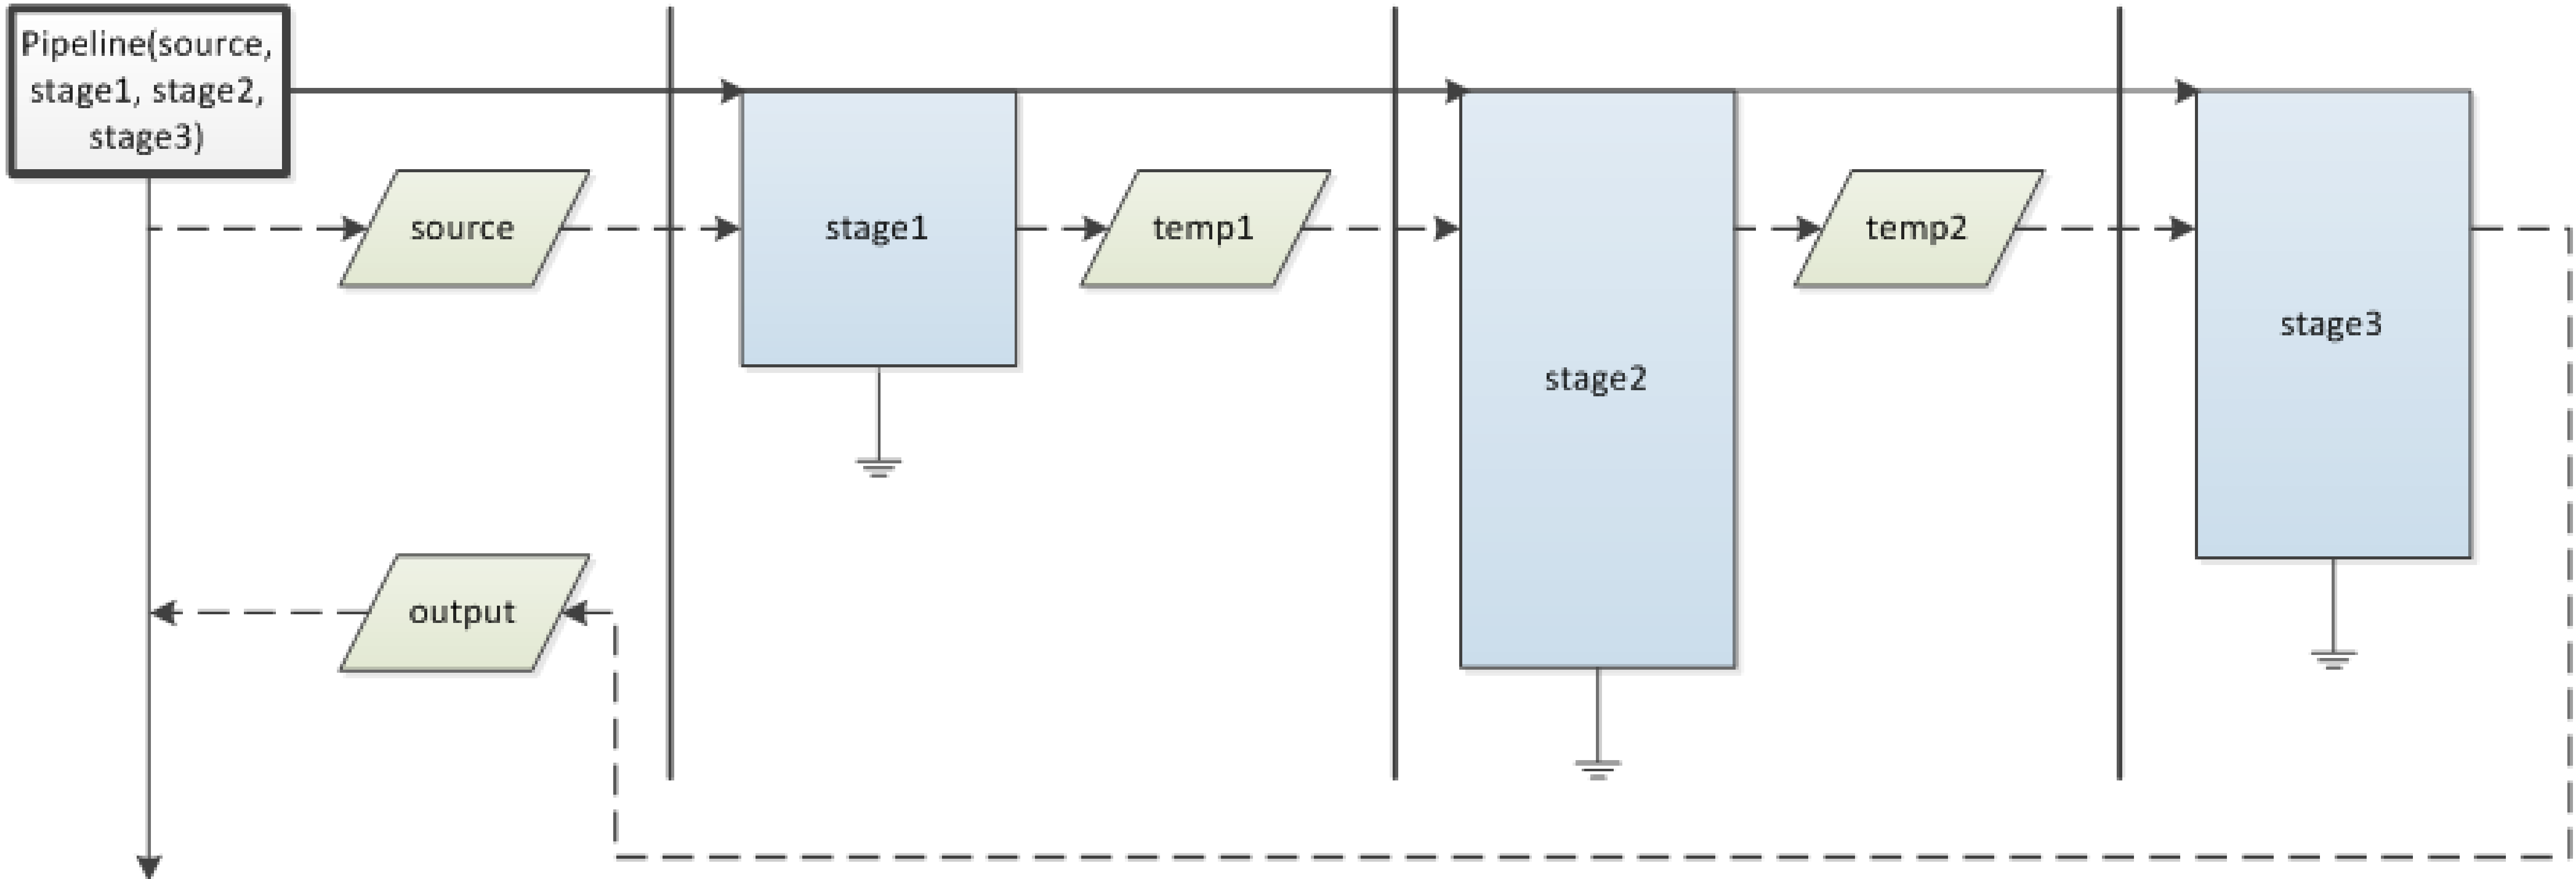 Pipeline(source,
stage1, stage2,
stage3)
source
stage1
temp1
stage2
temp2
stage3
output